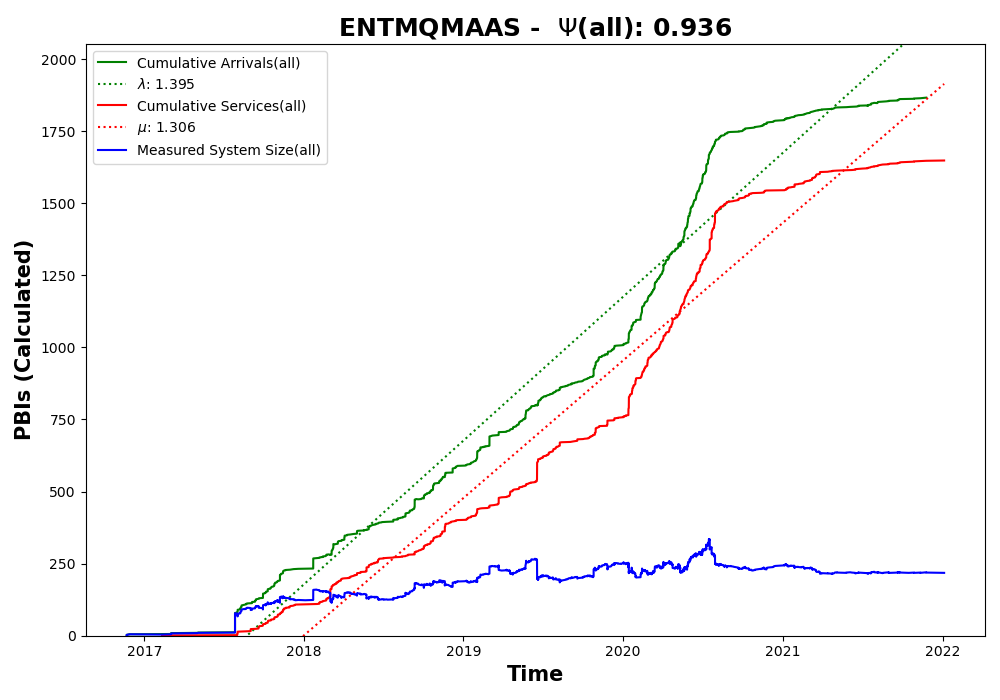 ENTMQMAAS -  Ψ(all): 0.936
Cumulative Arrivals(all)
λ: 1.395
Cumulative Services(all)
μ: 1.306
Measured System Size(all)
PBIs (Calculated)
2000
1750
1500
1250
1000
750
500
250
0
2017
2018
2019
2020
2021
2022
Time